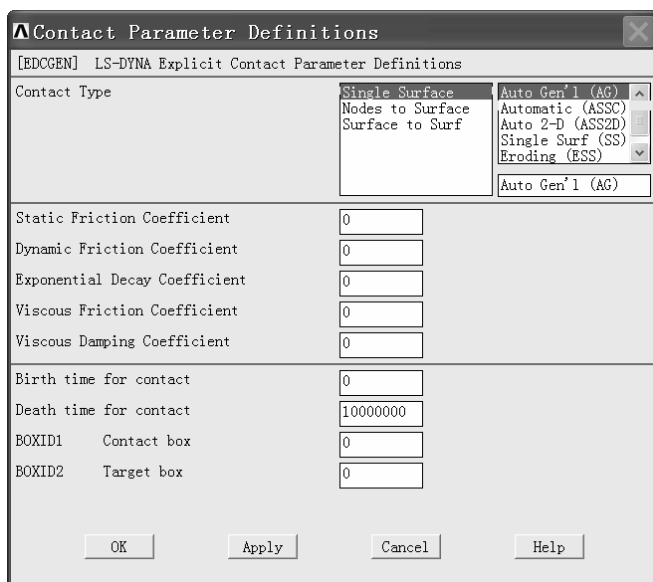 Contact Parameter Definitions
[EDCGEN] LS-DYNA Explicit Contact Parameter Definitions
Contact Type
Single Surface
Nodes to Surface
Surface to Surf
Auto Gen'l (AG)
Automatic (ASSC)
Auto 2-D (ASS2D)
Single Surf (SS)
Eroding (ESS)
Auto Gen'l (AG)
Static Friction Coefficient 0
Dynamic Friction Coefficient 0
Exponential Decay Coefficient 0
Viscous Friction Coefficient 0
Viscous Damping Coefficient 0
Birth time for contact 0
Death time for contact 10000000
BOXID1 Contact box 0
BOXID2 Target box 0
OK Apply Cancel Help